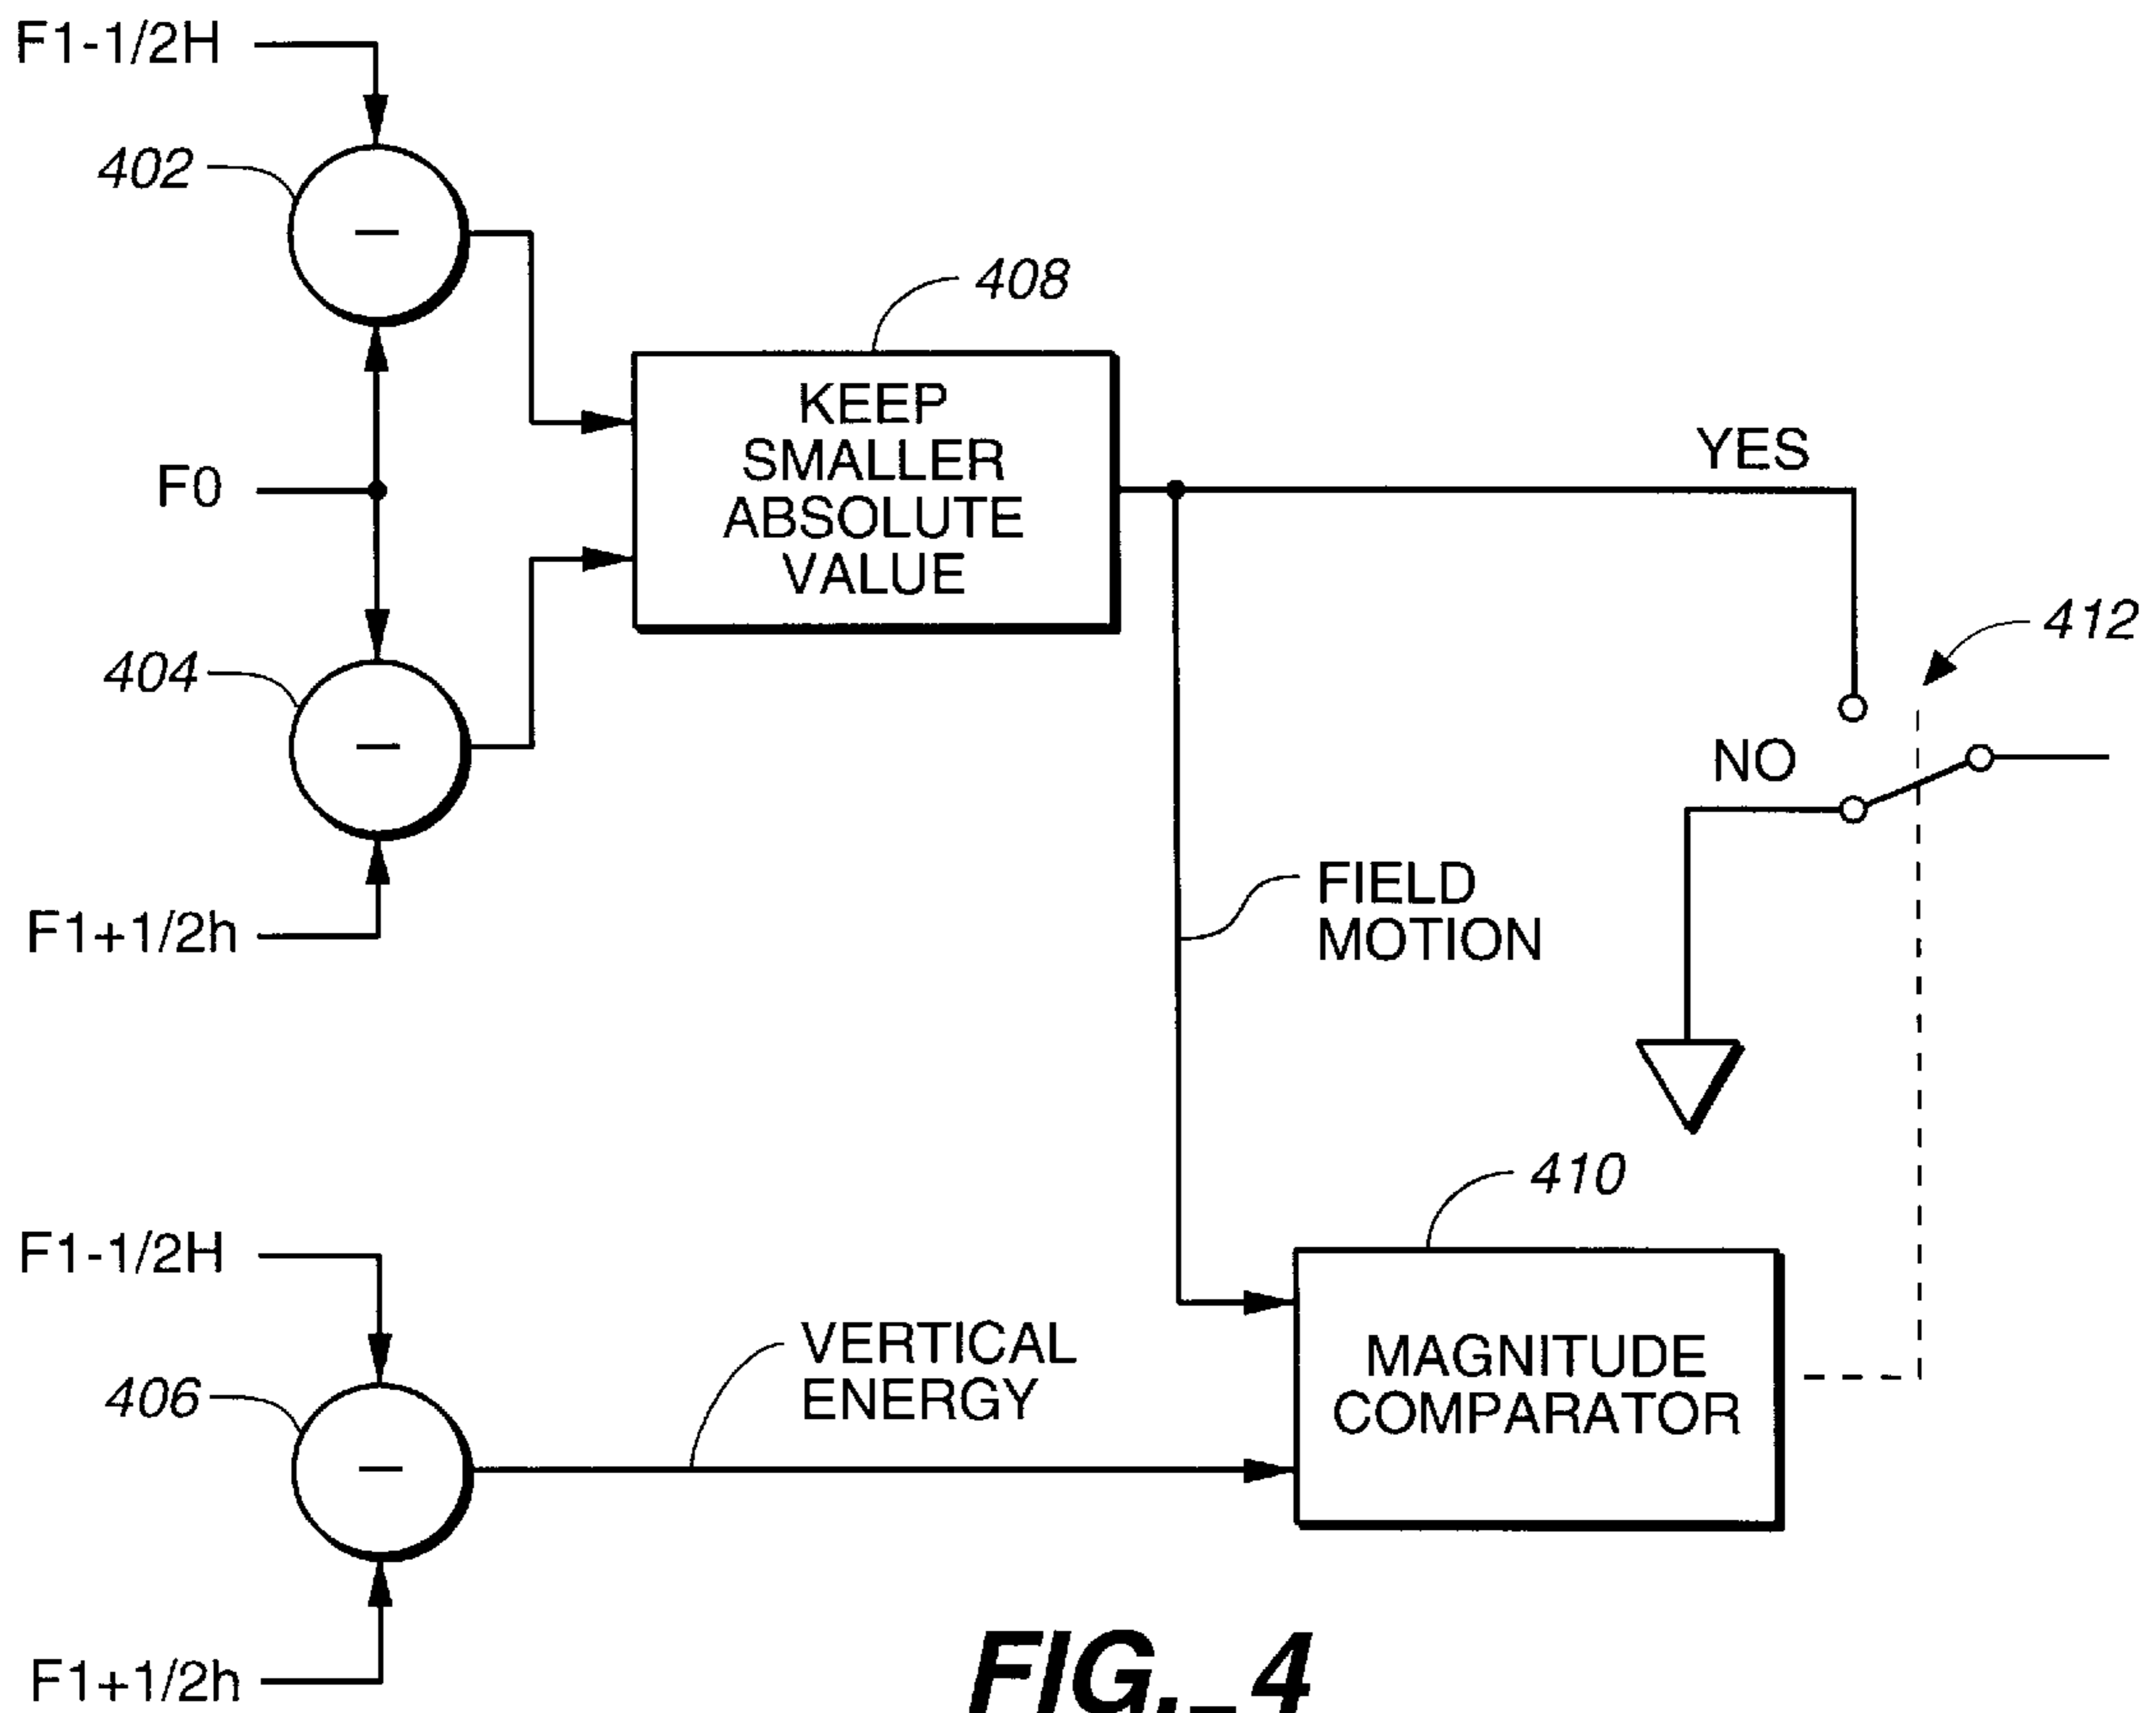 F1-1/2H
402
408
KEEP
SMALLER
ABSOLUTE
VALUE
F0
YES
404
412
NO
F1+1/2h
FIELD
MOTION
410
F1-1/2H
VERTICAL
ENERGY
MAGNITUDE
COMPARATOR
406
F1+1/2h
FIG._4